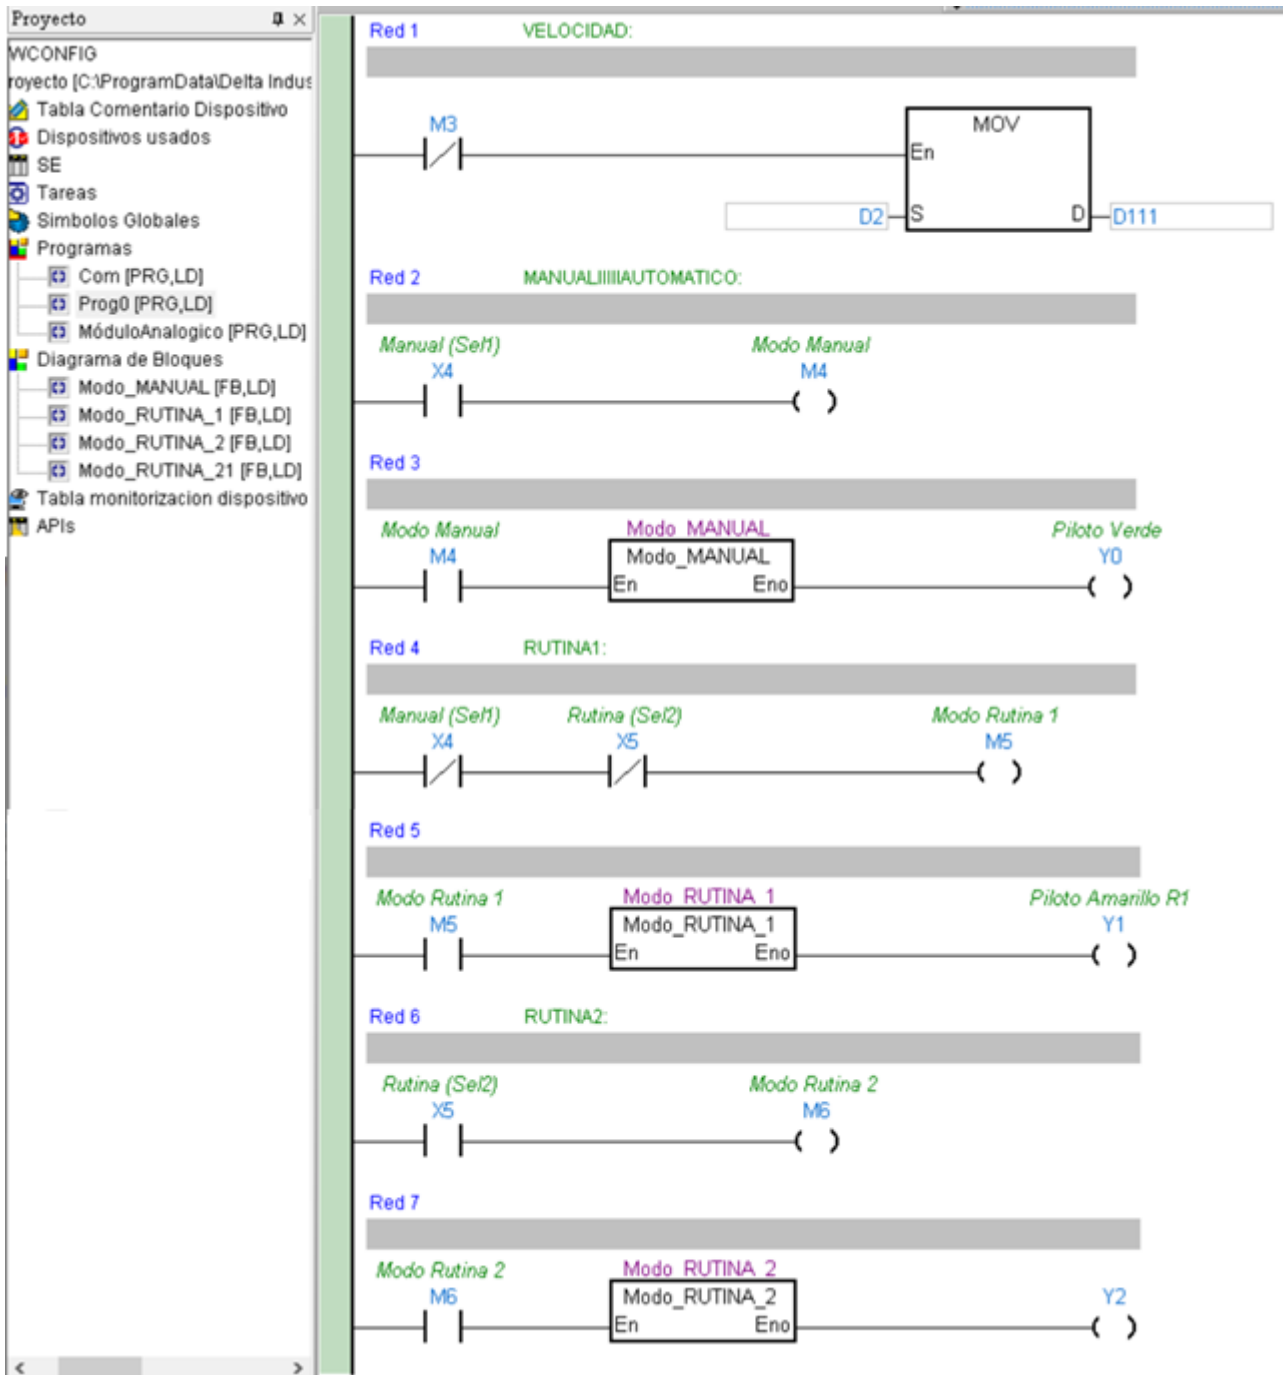 Proyecto
WCONFIG
royecto [C:\ProgramData\Delta Indus
Tabla Comentario Dispositivo
Dispositivos usados
SE
Tareas
Simbolos Globales
Programas
Com [PRG,LD]
Prog0 [PRG,LD]
MóduloAnalogico [PRG,LD]
Diagrama de Bloques
Modo_MANUAL [FB,LD]
Modo_RUTINA_1 [FB,LD]
Modo_RUTINA_2 [FB,LD]
Modo_RUTINA_21 [FB,LD]
Tabla monitorizacion dispositivo
APIs
Red 1 VELOCIDAD:
M3
MOV
En
D2 S D D111
Red 2 MANUALIIIIIAUTOMATICO:
Manual (Sel1) Modo Manual
X4 M4
Red 3
Modo Manual Modo_MANUAL Piloto Verde
M4 Modo_MANUAL Y0
En Eno
Red 4 RUTINA1:
Manual (Sel1) Rutina (Sel2) Modo Rutina 1
X4 X5 M5
Red 5
Modo Rutina 1 Modo_RUTINA_1 Piloto Amarillo R1
M5 Modo_RUTINA_1 Y1
En Eno
Red 6 RUTINA2:
Rutina (Sel2) Modo Rutina 2
X5 M6
Red 7
Modo Rutina 2 Modo_RUTINA_2
M6 Modo_RUTINA_2 Y2
En Eno